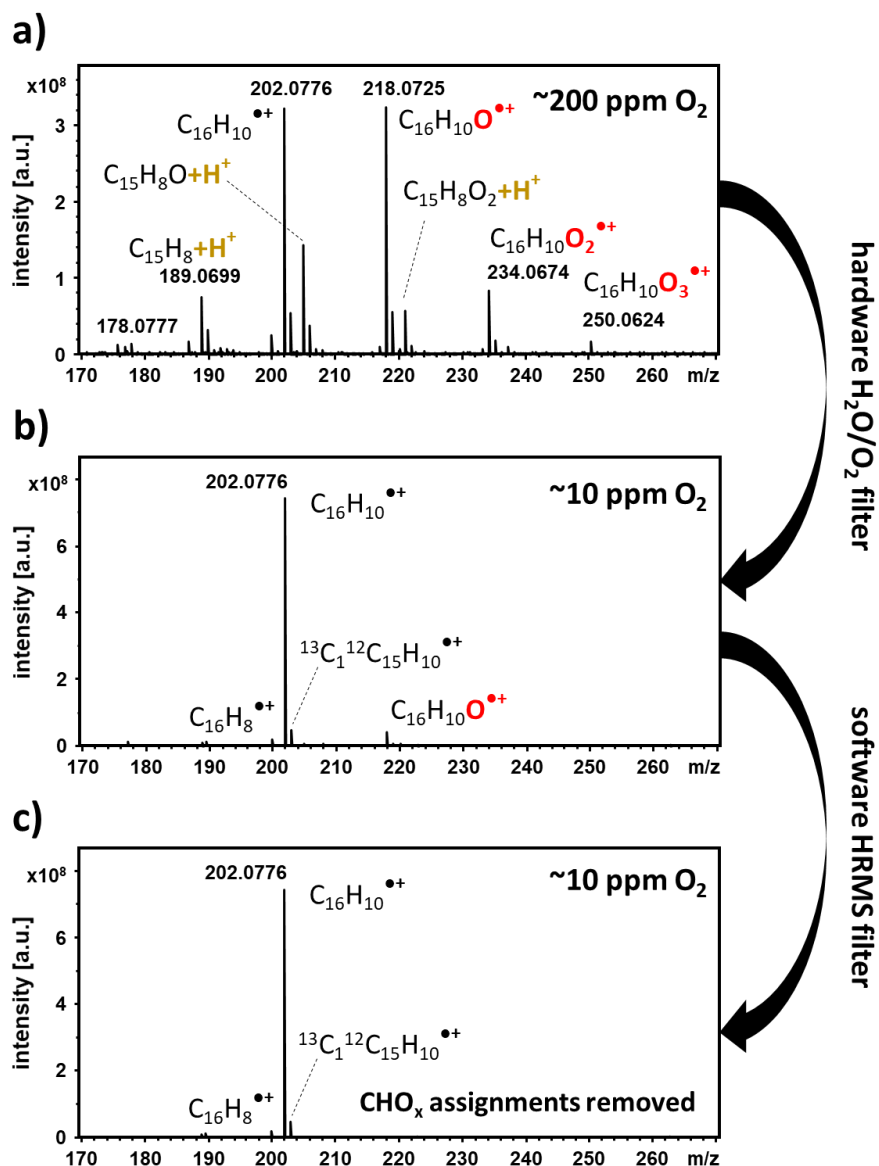 a)
x10⁸
intensity [a.u.]
3
2
1
0
~200 ppm O₂
202.0776
218.0725
C₁₆H₁₀•⁺
C₁₆H₁₀O•⁺
C₁₅H₈O+H⁺
C₁₅H₈O₂+H⁺
C₁₅H₈+H⁺
189.0699
C₁₆H₁₀O₂•⁺
234.0674
C₁₆H₁₀O₃•⁺
250.0624
178.0777
170 180 190 200 210 220 230 240 250 260 m/z
hardware H₂O/O₂ filter
b)
x10⁸
intensity [a.u.]
6
4
2
0
202.0776
~10 ppm O₂
C₁₆H₁₀•⁺
¹³C₁¹²C₁₅H₁₀•⁺
C₁₆H₈•⁺
C₁₆H₁₀O•⁺
170 180 190 200 210 220 230 240 250 260 m/z
software HRMS filter
c)
x10⁸
intensity [a.u.]
6
4
2
0
202.0776
~10 ppm O₂
C₁₆H₁₀•⁺
¹³C₁¹²C₁₅H₁₀•⁺
C₁₆H₈•⁺
CHOₓ assignments removed
170 180 190 200 210 220 230 240 250 260 m/z